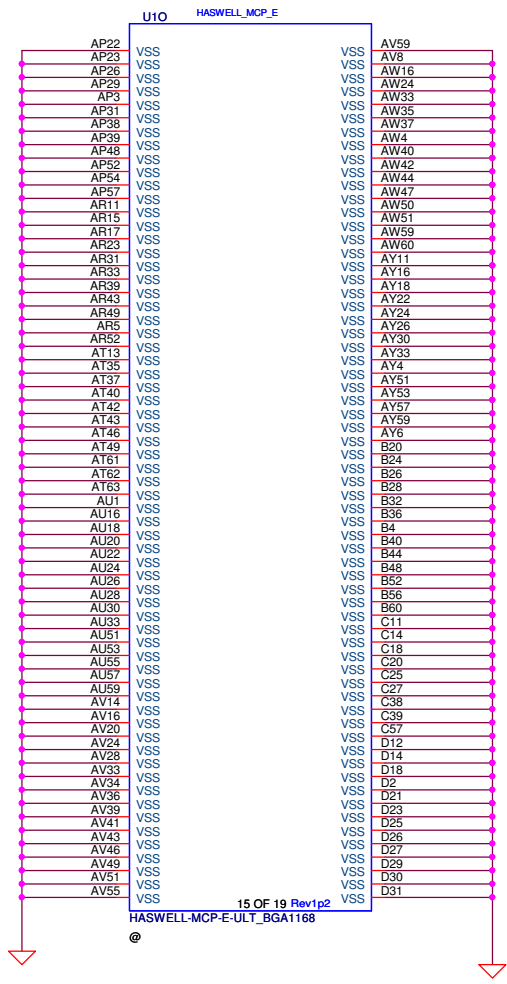 U1O HASWELL_MCP_E
AP22 VSS VSS AV59
AP23 VSS VSS AV8
AP26 VSS VSS AW16
AP29 VSS VSS AW24
AP3 VSS VSS AW33
AP31 VSS VSS AW35
AP38 VSS VSS AW37
AP39 VSS VSS AW4
AP48 VSS VSS AW40
AP52 VSS VSS AW42
AP54 VSS VSS AW44
AP57 VSS VSS AW47
AR11 VSS VSS AW50
AR15 VSS VSS AW51
AR17 VSS VSS AW59
AR23 VSS VSS AW60
AR31 VSS VSS AY11
AR33 VSS VSS AY16
AR39 VSS VSS AY18
AR43 VSS VSS AY22
AR49 VSS VSS AY24
AR5 VSS VSS AY26
AR52 VSS VSS AY30
AT13 VSS VSS AY33
AT35 VSS VSS AY4
AT37 VSS VSS AY51
AT40 VSS VSS AY53
AT42 VSS VSS AY57
AT43 VSS VSS AY59
AT46 VSS VSS AY6
AT49 VSS VSS B20
AT61 VSS VSS B24
AT62 VSS VSS B26
AT63 VSS VSS B28
AU1 VSS VSS B32
AU16 VSS VSS B36
AU18 VSS VSS B4
AU20 VSS VSS B40
AU22 VSS VSS B44
AU24 VSS VSS B48
AU26 VSS VSS B52
AU28 VSS VSS B56
AU30 VSS VSS B60
AU33 VSS VSS C11
AU51 VSS VSS C14
AU53 VSS VSS C18
AU55 VSS VSS C20
AU57 VSS VSS C25
AU59 VSS VSS C27
AV14 VSS VSS C38
AV16 VSS VSS C39
AV20 VSS VSS C57
AV24 VSS VSS D12
AV28 VSS VSS D14
AV33 VSS VSS D18
AV34 VSS VSS D2
AV36 VSS VSS D21
AV39 VSS VSS D23
AV41 VSS VSS D25
AV43 VSS VSS D26
AV46 VSS VSS D27
AV49 VSS VSS D29
AV51 VSS VSS D30
AV55 VSS VSS D31
15 OF 19 Rev1p2
HASWELL-MCP-E-ULT_BGA1168
@